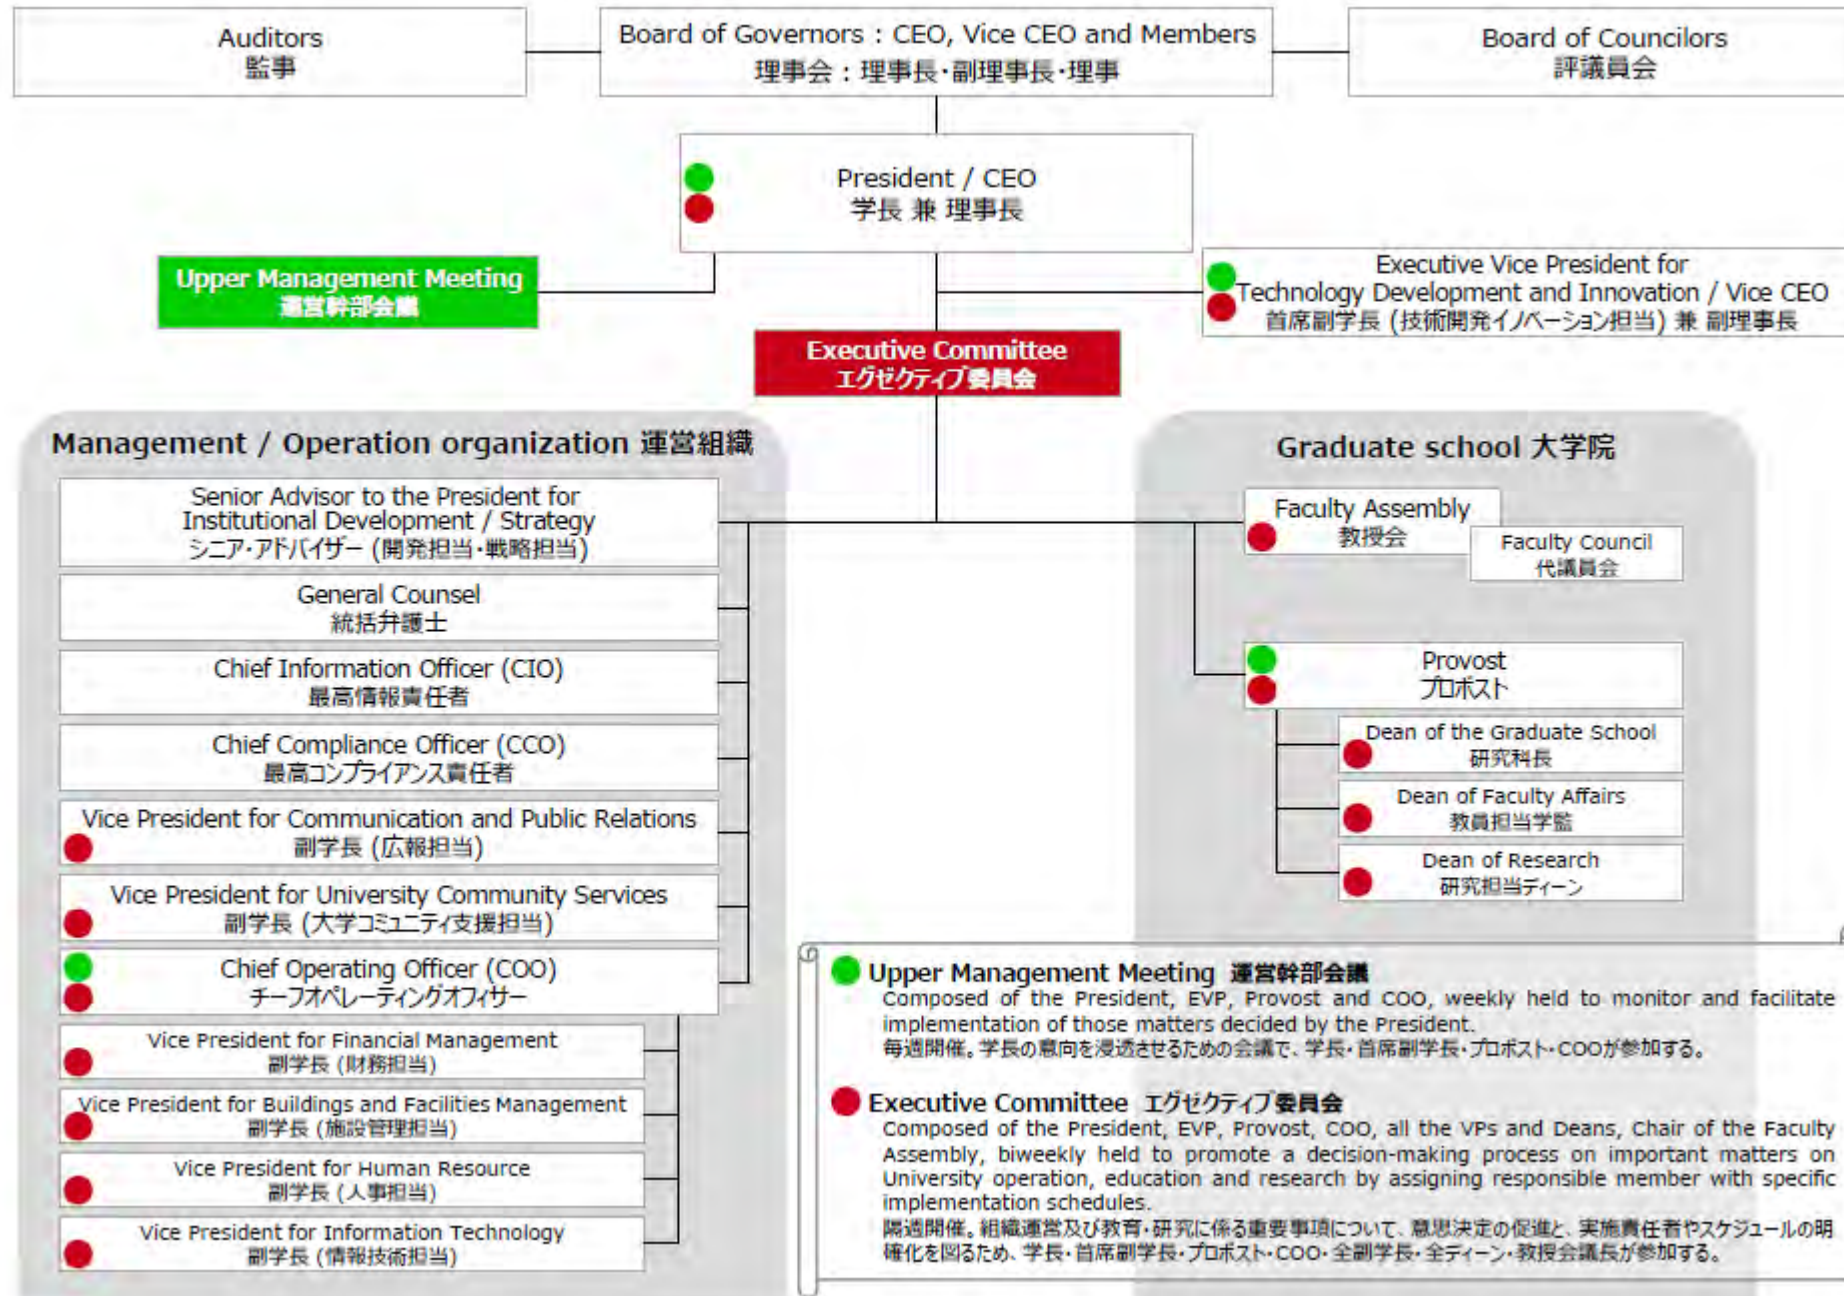 Auditors
監事
Board of Governors : CEO, Vice CEO and Members
理事会 : 理事長・副理事長・理事
Board of Councilors
評議員会
President / CEO
学長 兼 理事長
Upper Management Meeting
運営幹部会議
Executive Vice President for
Technology Development and Innovation / Vice CEO
首席副学長 (技術開発イノベーション担当) 兼 副理事長
Executive Committee
エグゼクティブ委員会
Management / Operation organization 運営組織
Senior Advisor to the President for
Institutional Development / Strategy
シニア・アドバイザー (開発担当・戦略担当)
General Counsel
統括弁護士
Chief Information Officer (CIO)
最高情報責任者
Chief Compliance Officer (CCO)
最高コンプライアンス責任者
Vice President for Communication and Public Relations
副学長 (広報担当)
Vice President for University Community Services
副学長 (大学コミュニティ支援担当)
Chief Operating Officer (COO)
チーフオペレーティングオフィサー
Vice President for Financial Management
副学長 (財務担当)
Vice President for Buildings and Facilities Management
副学長 (施設管理担当)
Vice President for Human Resource
副学長 (人事担当)
Vice President for Information Technology
副学長 (情報技術担当)
Graduate school 大学院
Faculty Assembly
教授会
Faculty Council
代議員会
Provost
プロボスト
Dean of the Graduate School
研究科長
Dean of Faculty Affairs
教員担当学監
Dean of Research
研究担当ディーン
Upper Management Meeting 運営幹部会議
Composed of the President, EVP, Provost and COO, weekly held to monitor and facilitate
implementation of those matters decided by the President.
毎週開催。学長の意向を浸透させるための会議で、学長・首席副学長・プロボスト・COOが参加する。
Executive Committee エグゼクティブ委員会
Composed of the President, EVP, Provost, COO, all the VPs and Deans, Chair of the Faculty
Assembly, biweekly held to promote a decision-making process on important matters on
University operation, education and research by assigning responsible member with specific
implementation schedules.
隔週開催。組織運営及び教育・研究に係る重要事項について、意思決定の促進と、実施責任者やスケジュールの明
確化を図るため、学長・首席副学長・プロボスト・COO・全副学長・全ディーン・教授会議長が参加する。